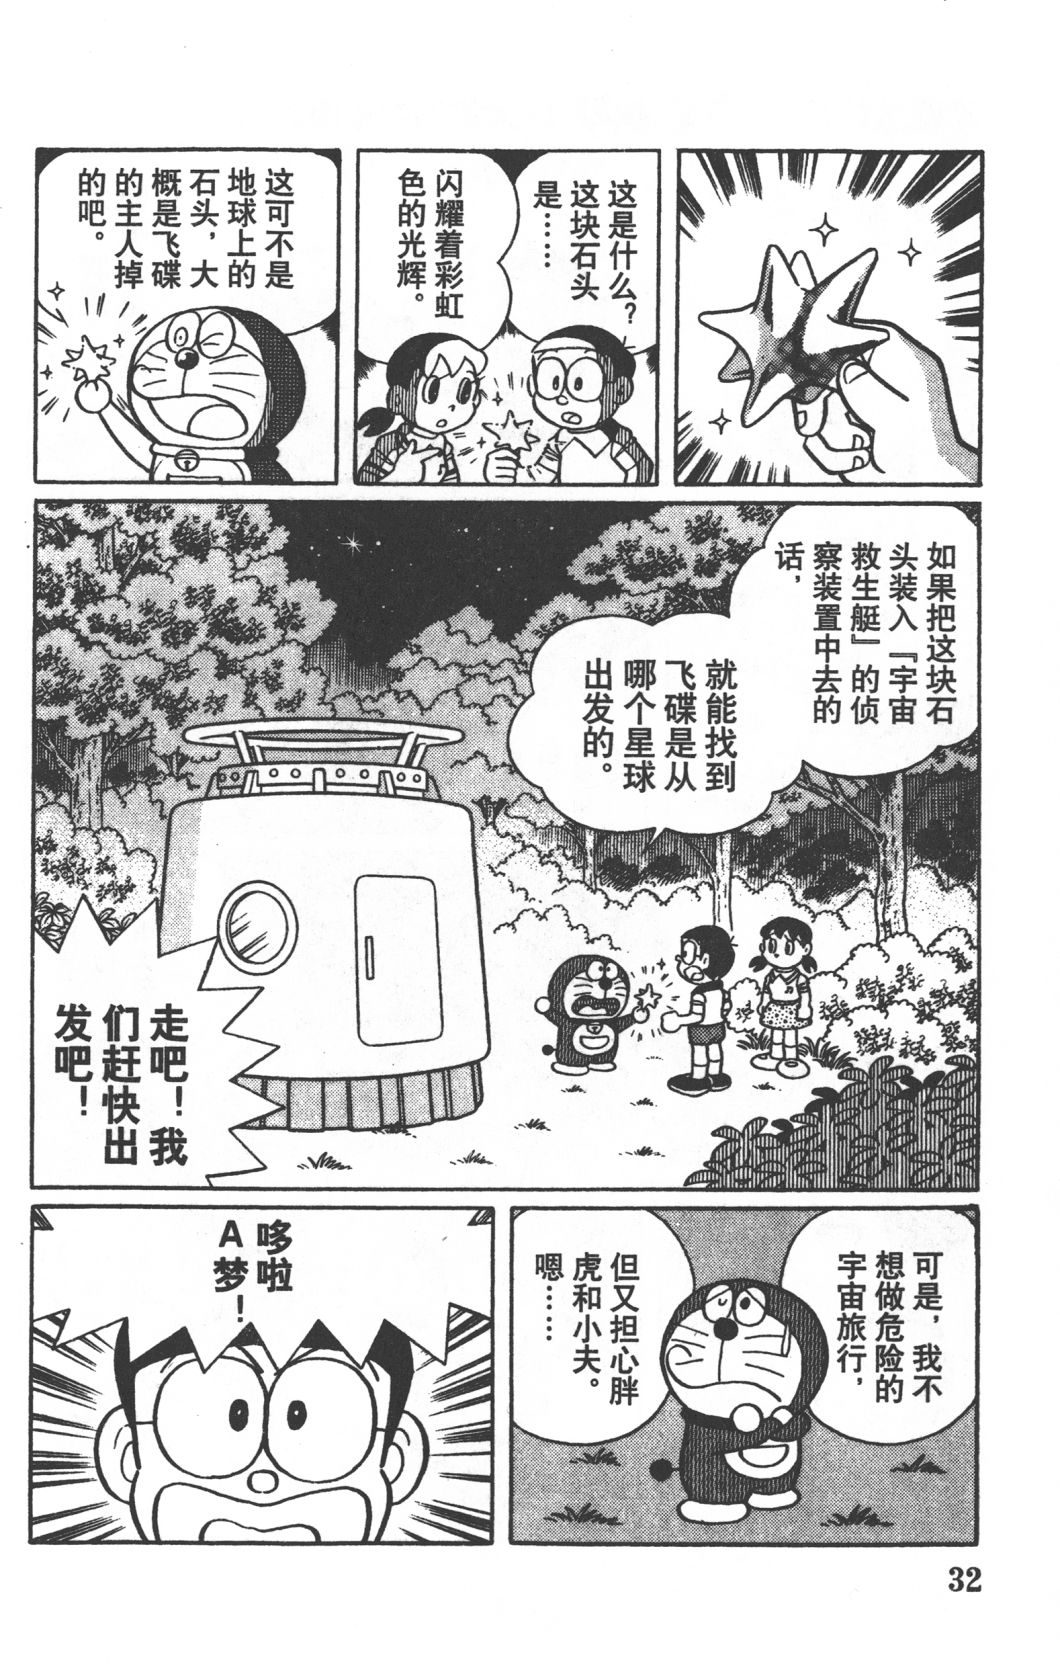 这是什么？
这块石头
是……
闪耀着彩虹
色的光辉。
这可不是
地球上的
石头，大
概是飞碟
的主人掉
的吧。
如果把这块石
头装入『宇宙
救生艇』的侦
察装置中去的
话，
就能找到
飞碟是从
哪个星球
出发的。
走吧！我
们赶快出
发吧！
可是，我不
想做危险的
宇宙旅行，
但又担心胖
虎和小夫。
嗯……
哆啦
A梦！
32